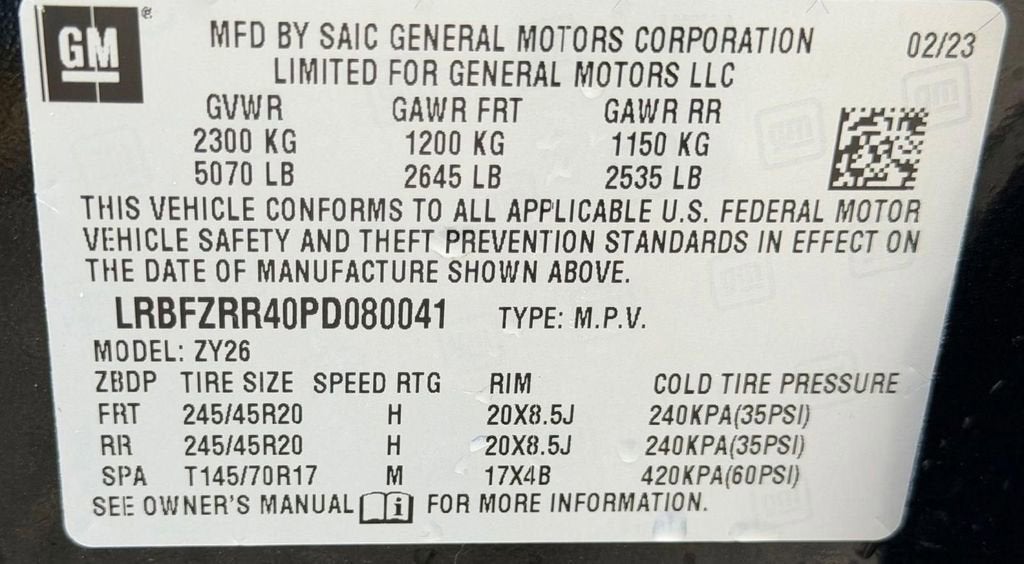 GM
MFD BY SAIC GENERAL MOTORS CORPORATION 02/23
LIMITED FOR GENERAL MOTORS LLC
GVWR GAWR FRT GAWR RR
2300 KG 1200 KG 1150 KG
5070 LB 2645 LB 2535 LB
THIS VEHICLE CONFORMS TO ALL APPLICABLE U.S. FEDERAL MOTOR
VEHICLE SAFETY AND THEFT PREVENTION STANDARDS IN EFFECT ON
THE DATE OF MANUFACTURE SHOWN ABOVE.
LRBFZRR40PD080041 TYPE: M.P.V.
MODEL: ZY26
ZBDP TIRE SIZE SPEED RTG RIM COLD TIRE PRESSURE
FRT 245/45R20 H 20X8.5J 240KPA(35PSI)
RR 245/45R20 H 20X8.5J 240KPA(35PSI)
SPA T145/70R17 M 17X4B 420KPA(60PSI)
SEE OWNER'S MANUAL i FOR MORE INFORMATION.